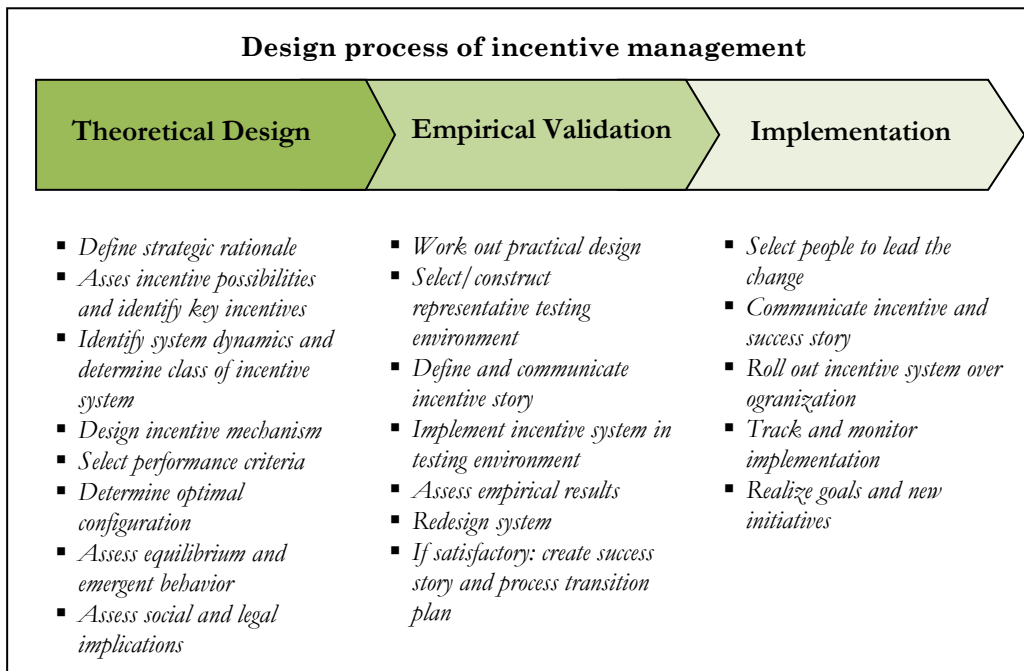 Design process of incentive management
Theoretical Design
Empirical Validation
Implementation
▪ Define strategic rationale
▪ Asses incentive possibilities
and identify key incentives
▪ Identify system dynamics and
determine class of incentive
system
▪ Design incentive mechanism
▪ Select performance criteria
▪ Determine optimal
configuration
▪ Assess equilibrium and
emergent behavior
▪ Assess social and legal
implications
▪ Work out practical design
▪ Select/construct
representative testing
environment
▪ Define and communicate
incentive story
▪ Implement incentive system in
testing environment
▪ Assess empirical results
▪ Redesign system
▪ If satisfactory: create success
story and process transition
plan
▪ Select people to lead the
change
▪ Communicate incentive and
success story
▪ Roll out incentive system over
ogranization
▪ Track and monitor
implementation
▪ Realize goals and new
initiatives